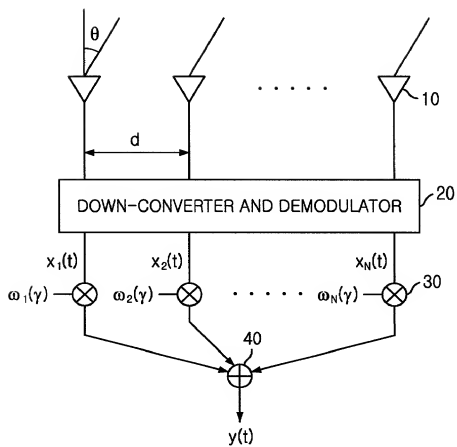 θ
10
d
20
DOWN-CONVERTER AND DEMODULATOR
x1(t) x2(t) xN(t)
ω1(γ) ω2(γ) ωN(γ) 30
40
y(t)